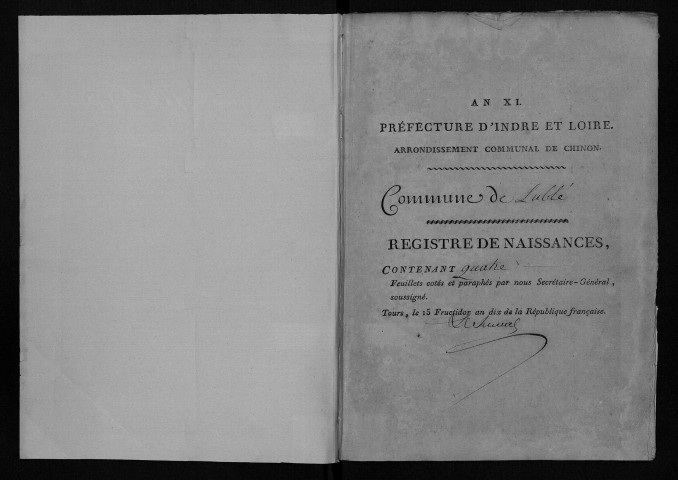 AN XI.
PRÉFECTURE D'INDRE ET LOIRE.
ARRONDISSEMENT COMMUNAL DE CHINON.
Commune de Lublé
REGISTRE DE NAISSANCES,
CONTENANT quatre
Feuillets cotés et paraphés par nous Secrétaire-Général,
soussigné.
Tours, le 15 Fructidor an dix de la République française.